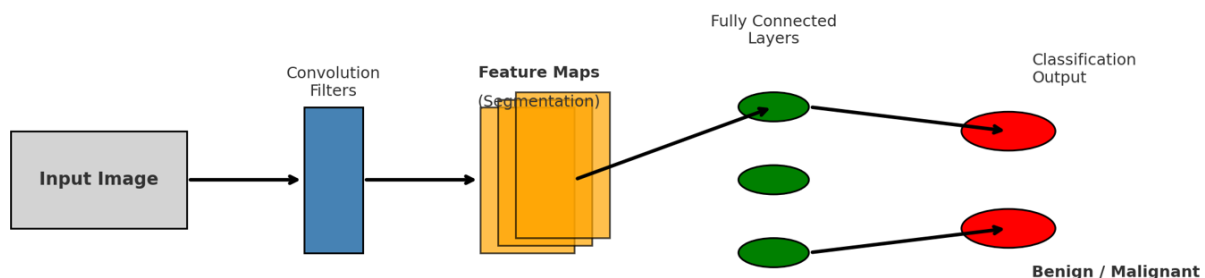 Input Image
Convolution
Filters
Feature Maps
(Segmentation)
Fully Connected
Layers
Classification
Output
Benign / Malignant